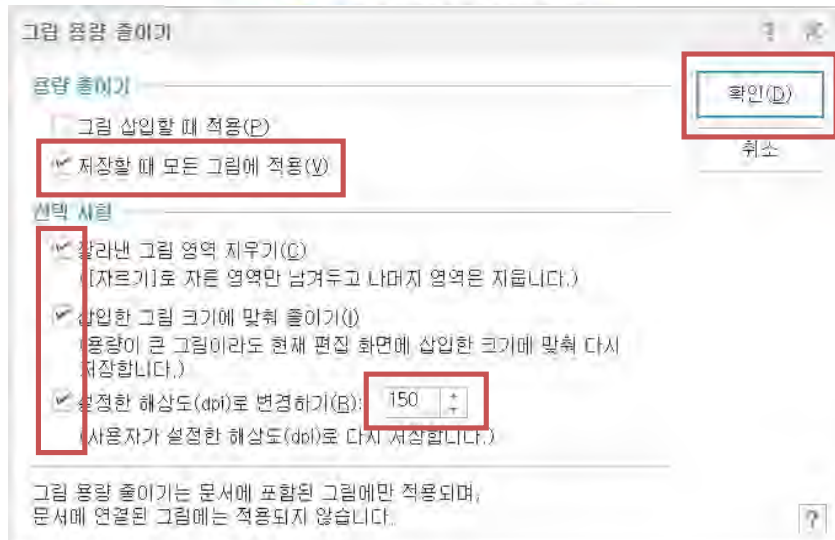 그림 용량 줄이기
용량 줄이기
확인(D)
그림 삽입할 때 적용(P)
취소
저장할 때 모든 그림에 적용(V)
선택 사항
잘라낸 그림 영역 지우기(C)
([자르기]로 자른 영역만 남겨두고 나머지 영역은 지웁니다.)
삽입한 그림 크기에 맞춰 줄이기(I)
(용량이 큰 그림이라도 현재 편집 화면에 삽입한 크기에 맞춰 다시
저장합니다.)
설정한 해상도(dpi)로 변경하기(R): 150
(사용자가 설정한 해상도(dpi)로 다시 저장합니다.)
그림 용량 줄이기는 문서에 포함된 그림에만 적용되며,
문서에 연결된 그림에는 적용되지 않습니다.
?